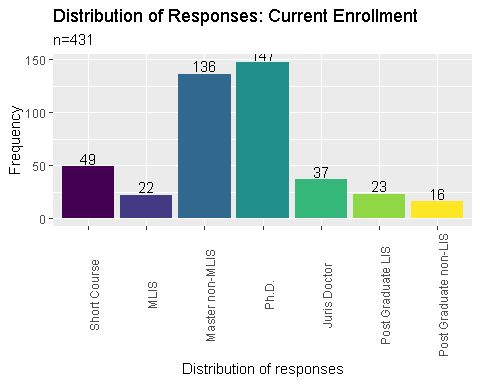 Distribution of Responses: Current Enrollment
n=431
Frequency
150
100
50
0
49
22
136
147
37
23
16
Short Course
MLIS
Master non-MLIS
Ph.D.
Juris Doctor
Post Graduate LIS
Post Graduate non-LIS
Distribution of responses